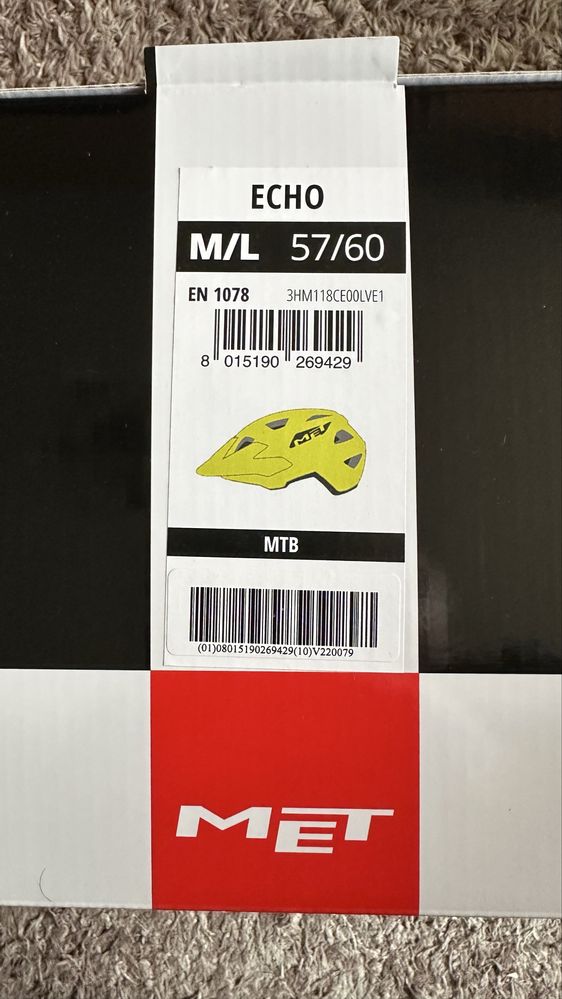 ECHO
M/L 57/60
EN 1078 3HM118CE00LVE1
8 015190 269429
MET
MTB
(01)08015190269429(10)V220079
MET